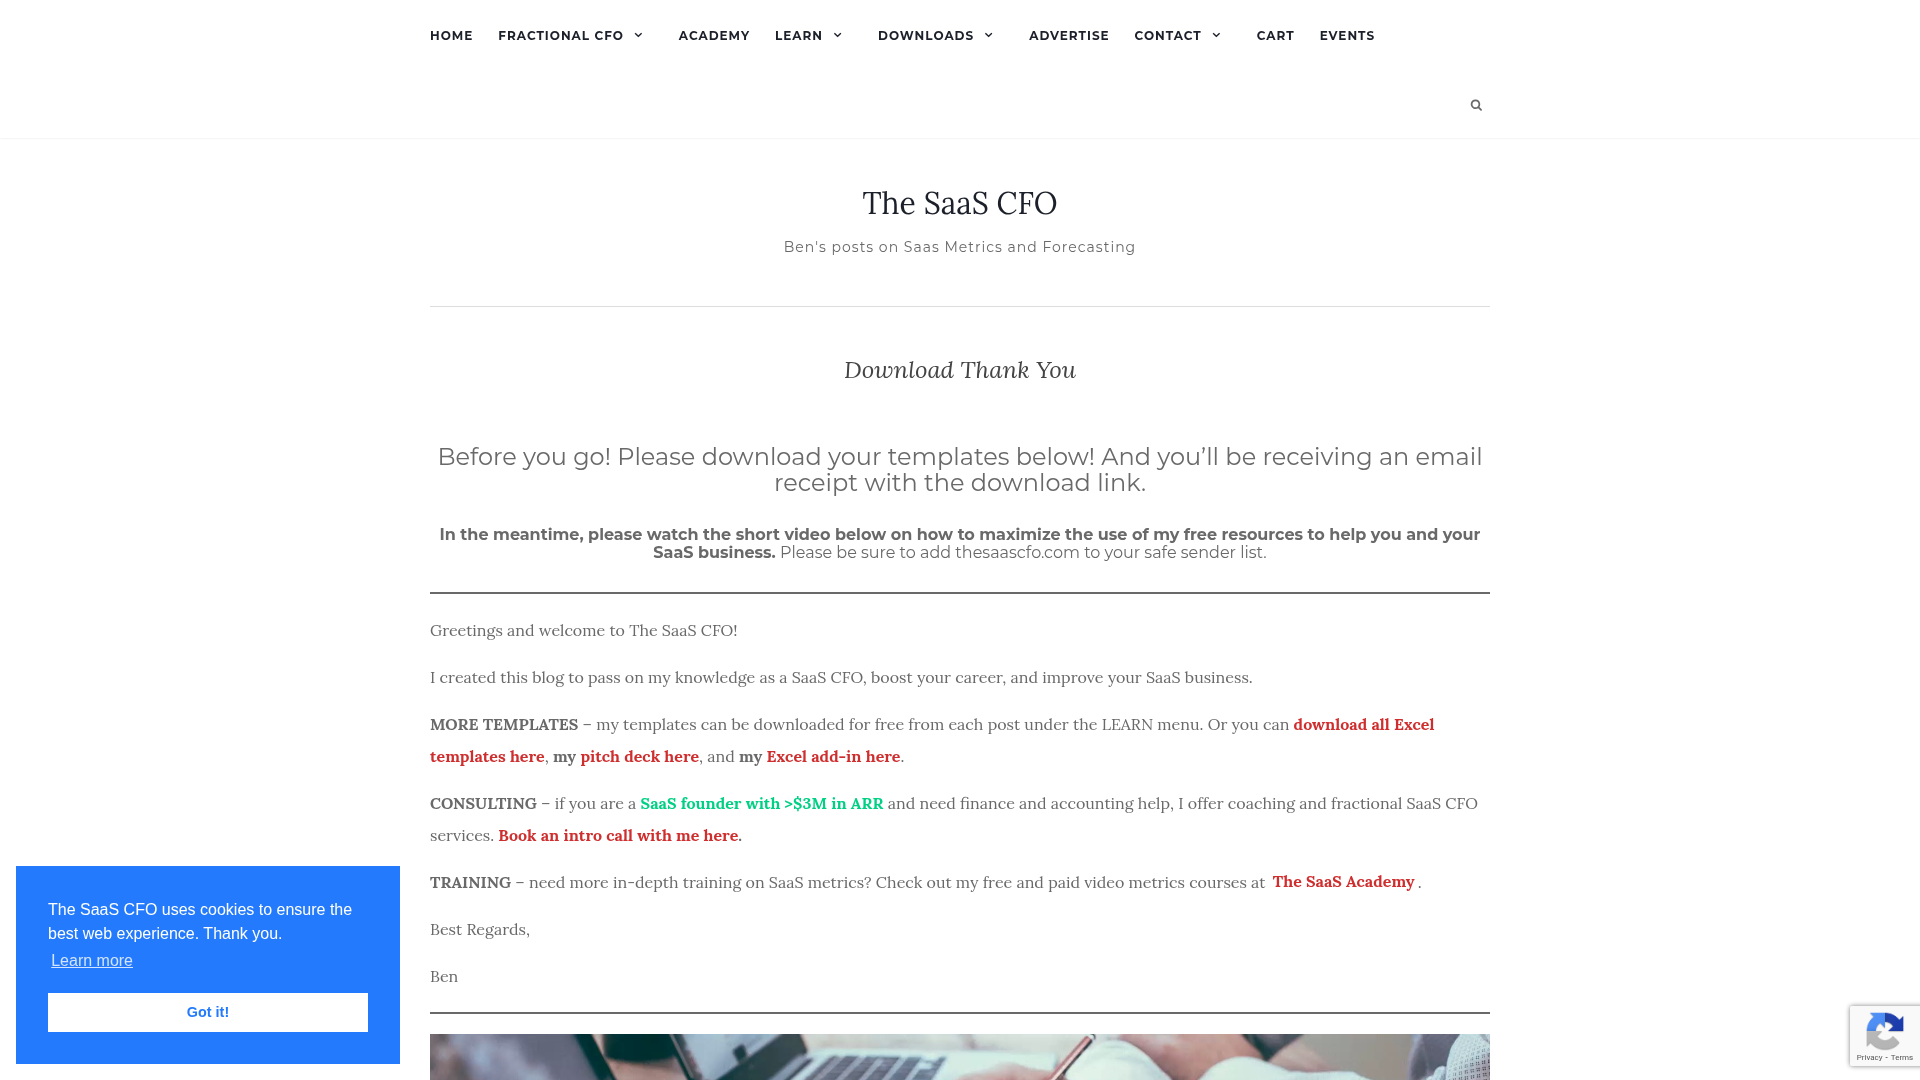 HOME FRACTIONAL CFO ACADEMY LEARN DOWNLOADS ADVERTISE CONTACT CART EVENTS
The SaaS CFO
Ben's posts on Saas Metrics and Forecasting
Download Thank You
Before you go! Please download your templates below! And you’ll be receiving an email
receipt with the download link.
In the meantime, please watch the short video below on how to maximize the use of my free resources to help you and your
SaaS business. Please be sure to add thesaascfo.com to your safe sender list.
Greetings and welcome to The SaaS CFO!
I created this blog to pass on my knowledge as a SaaS CFO, boost your career, and improve your SaaS business.
MORE TEMPLATES – my templates can be downloaded for free from each post under the LEARN menu. Or you can download all Excel
templates here, my pitch deck here, and my Excel add-in here.
CONSULTING – if you are a SaaS founder with >$3M in ARR and need finance and accounting help, I offer coaching and fractional SaaS CFO
services. Book an intro call with me here.
TRAINING – need more in-depth training on SaaS metrics? Check out my free and paid video metrics courses at The SaaS Academy .
Best Regards,
Ben
The SaaS CFO uses cookies to ensure the
best web experience. Thank you.
Learn more
Got it!
Privacy - Terms